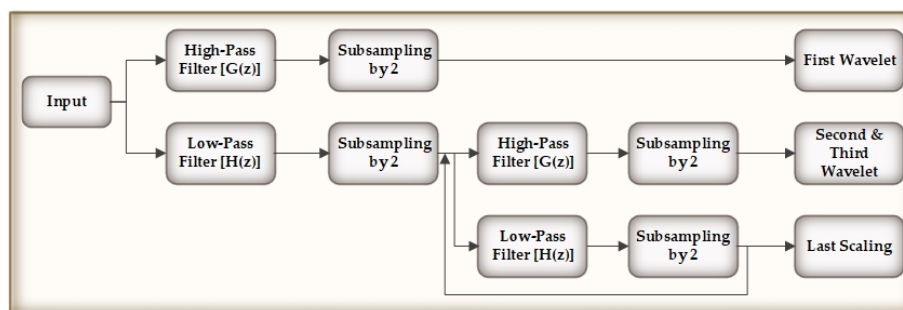 High-Pass
Filter [G(z)]
Subsampling
by 2
First Wavelet
Input
Low-Pass
Filter [H(z)]
Subsampling
by 2
High-Pass
Filter [G(z)]
Subsampling
by 2
Second &
Third
Wavelet
Low-Pass
Filter [H(z)]
Subsampling
by 2
Last Scaling